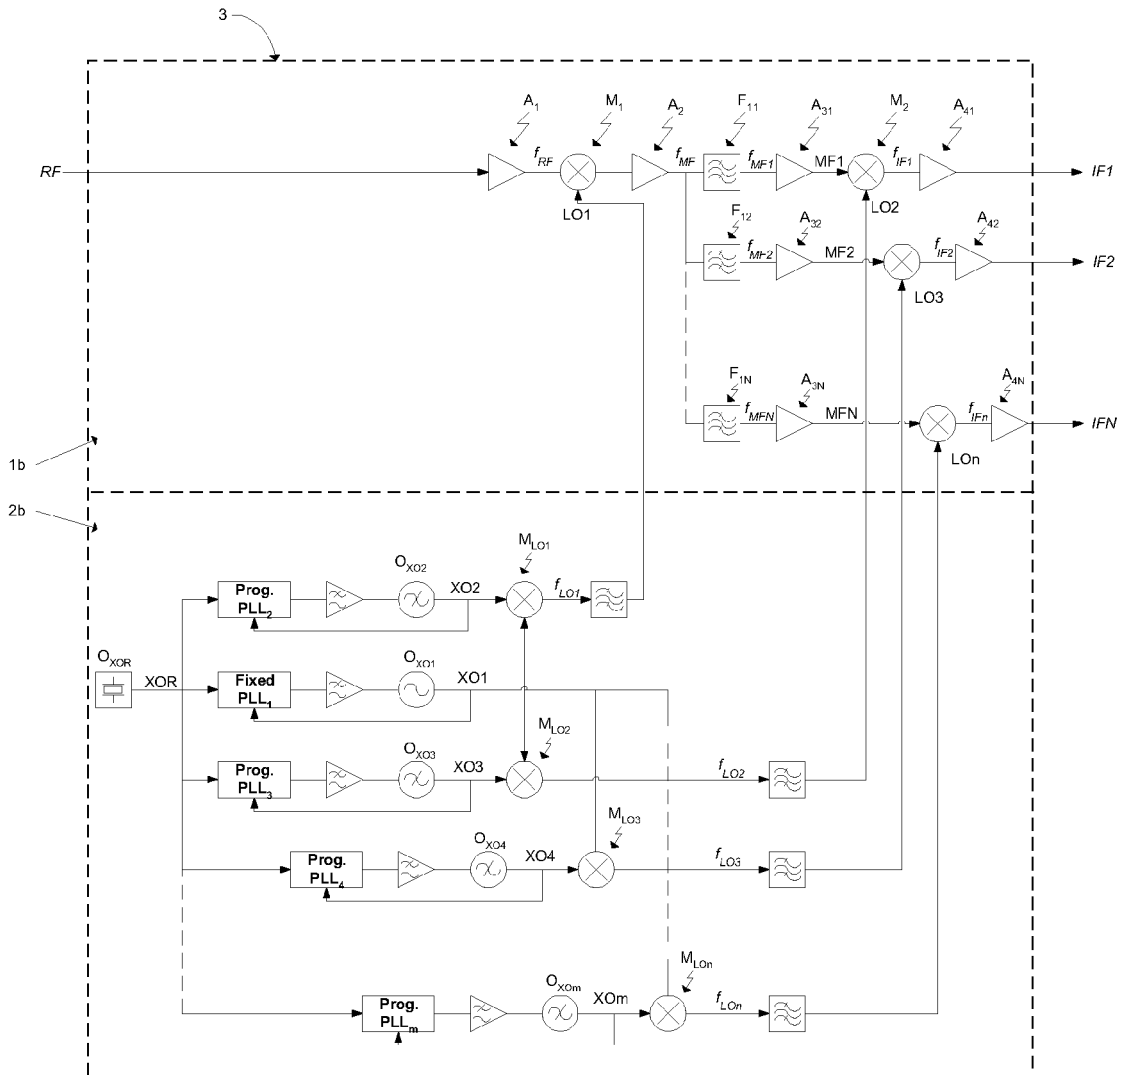 3
A1 M1 A2 F11 A31 M2 A41
RF fRF fMF fMF1 MF1 fIF1 IF1
LO1 LO2
F12 A32 A42
fMF2 MF2 fIF2 IF2
LO3
F1N A3N A4N
fMFN MFN fIFn IFN
LOn
1b
2b
MLO1
OXO2
Prog. PLL2 XO2 fLO1
OXOR OXO1
XOR Fixed PLL1 XO1
MLO2
OXO3
Prog. PLL3 XO3 fLO2
MLO3
OXO4
Prog. PLL4 XO4 fLO3
MLOn
OXOm
Prog. PLLm XOm fLOn